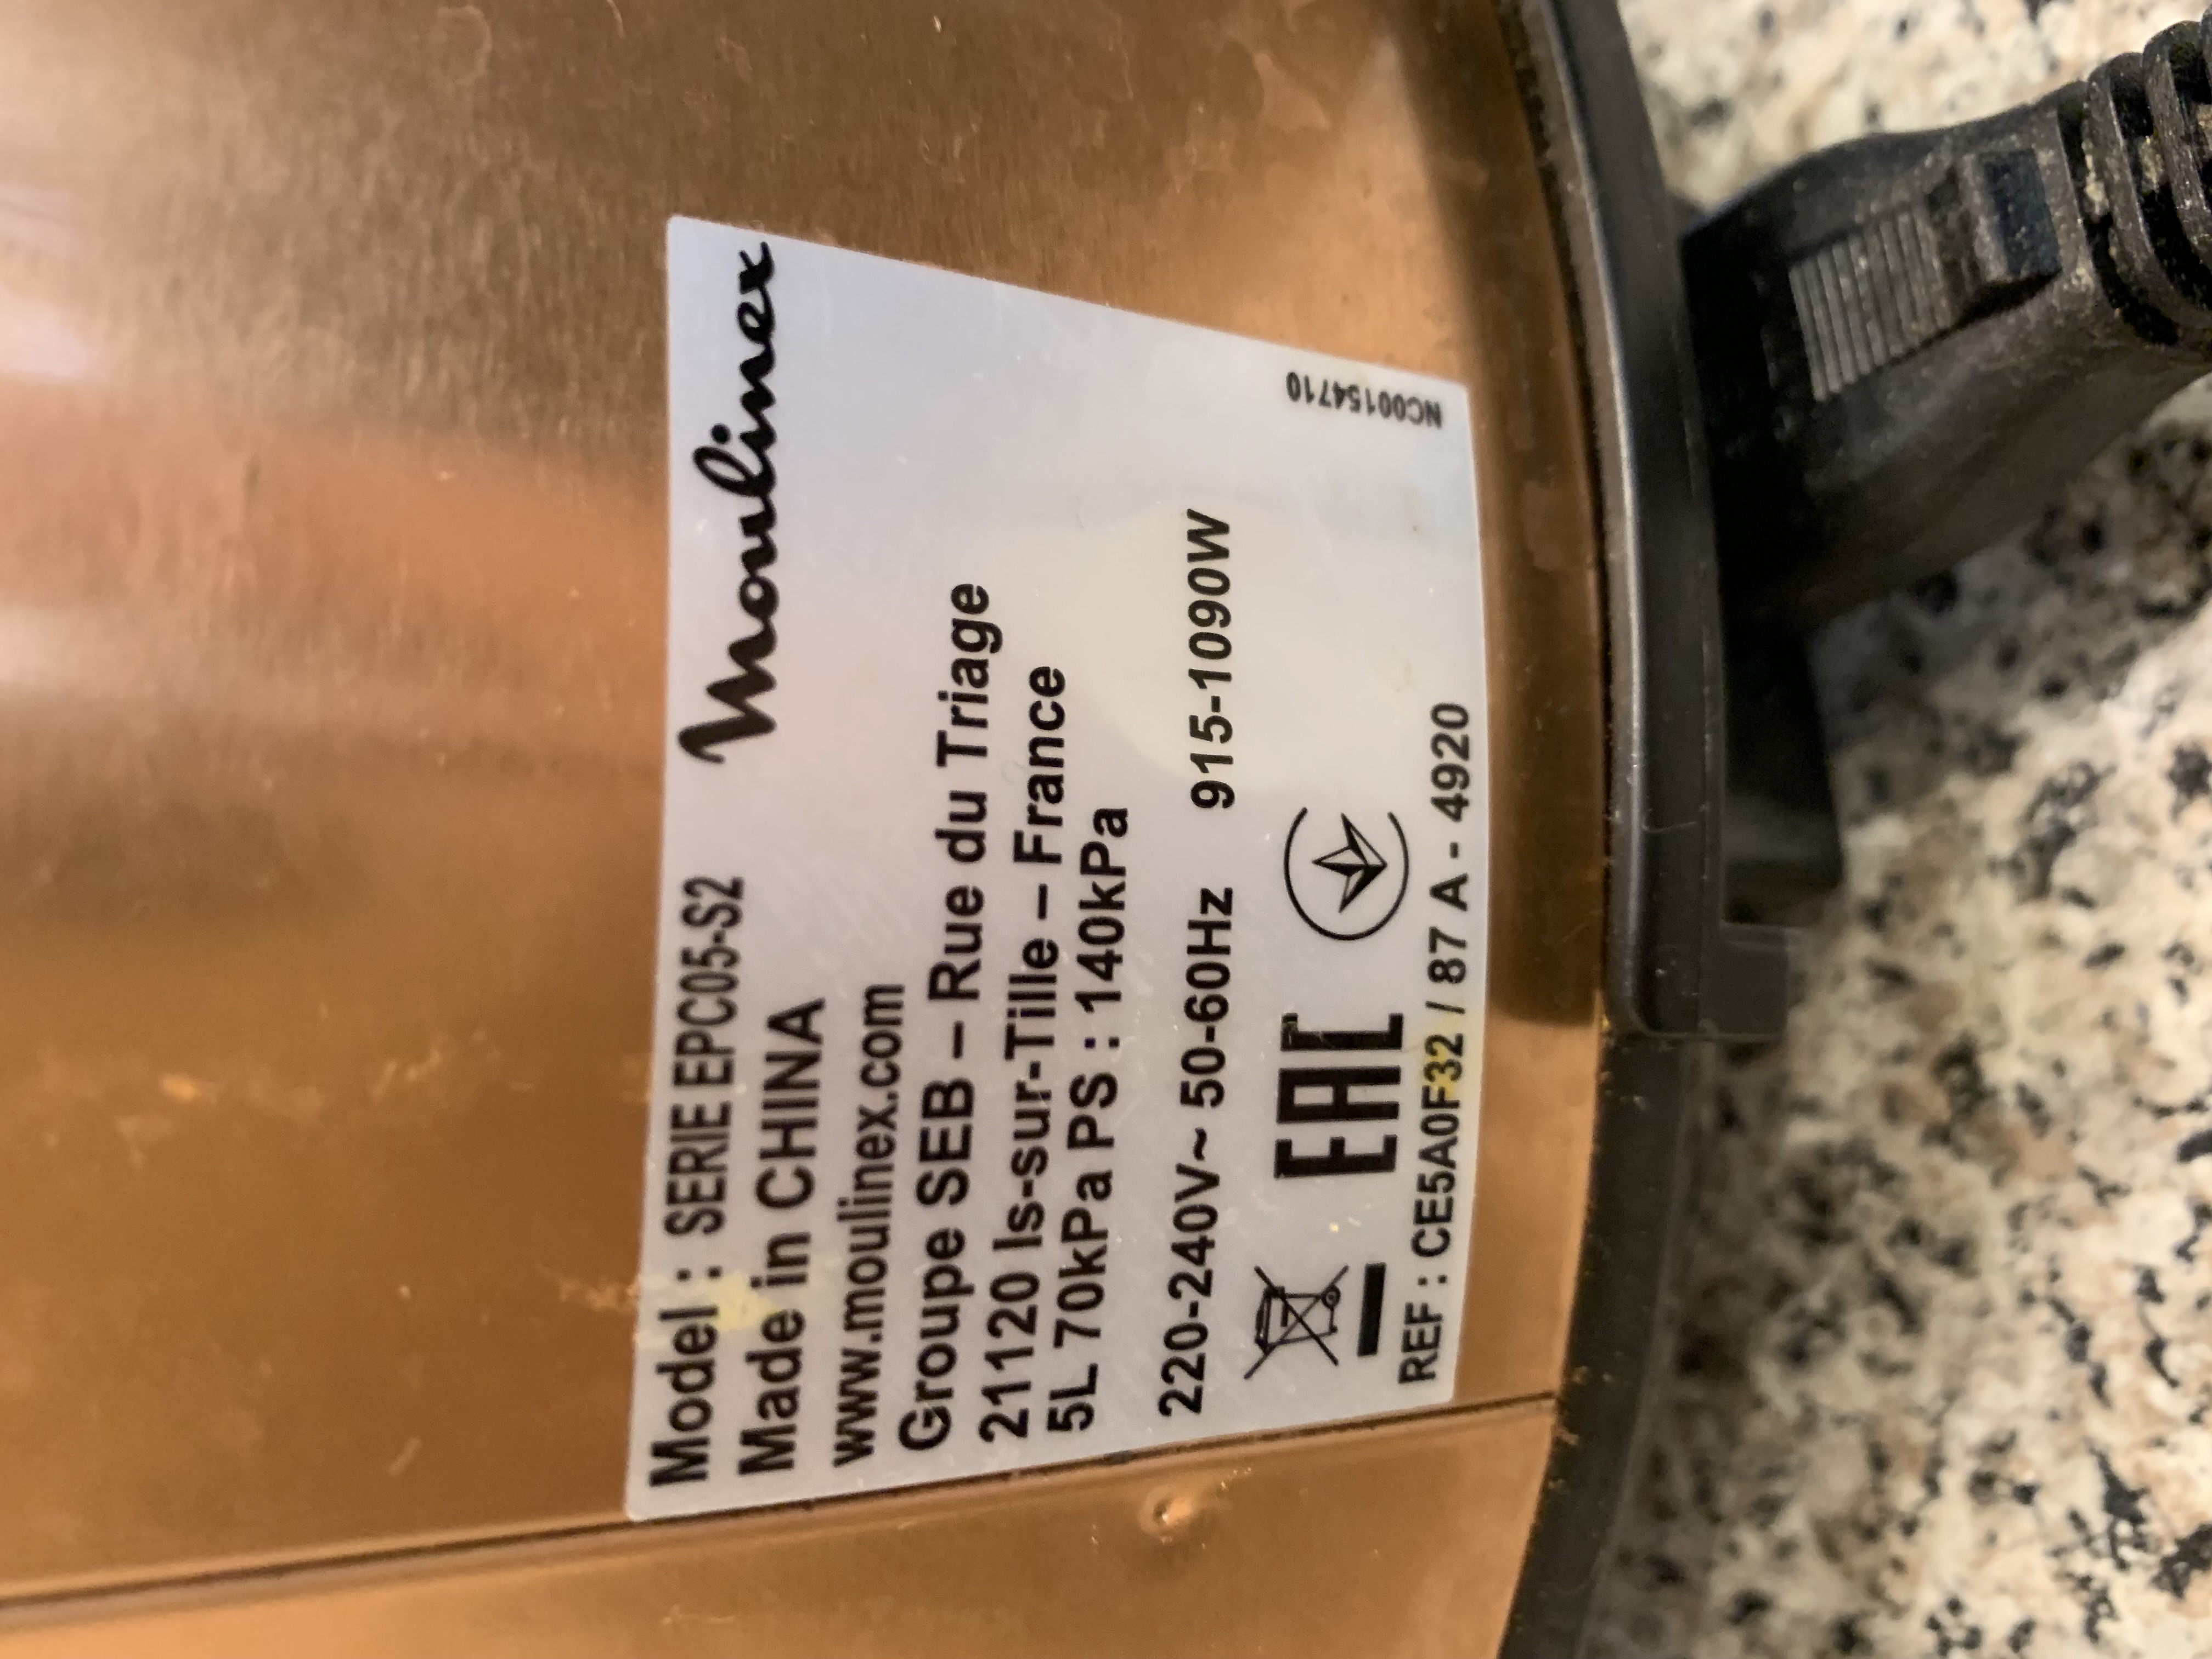 Model : SERIE EPC05-S2
Moulinex
Made in CHINA
www.moulinex.com
Groupe SEB – Rue du Triage
21120 Is-sur-Tille – France
5L 70kPa PS : 140kPa
220-240V~ 50-60Hz 915-1090W
EAC
REF : CE5A0F32 / 87 A - 4920
NC00154710